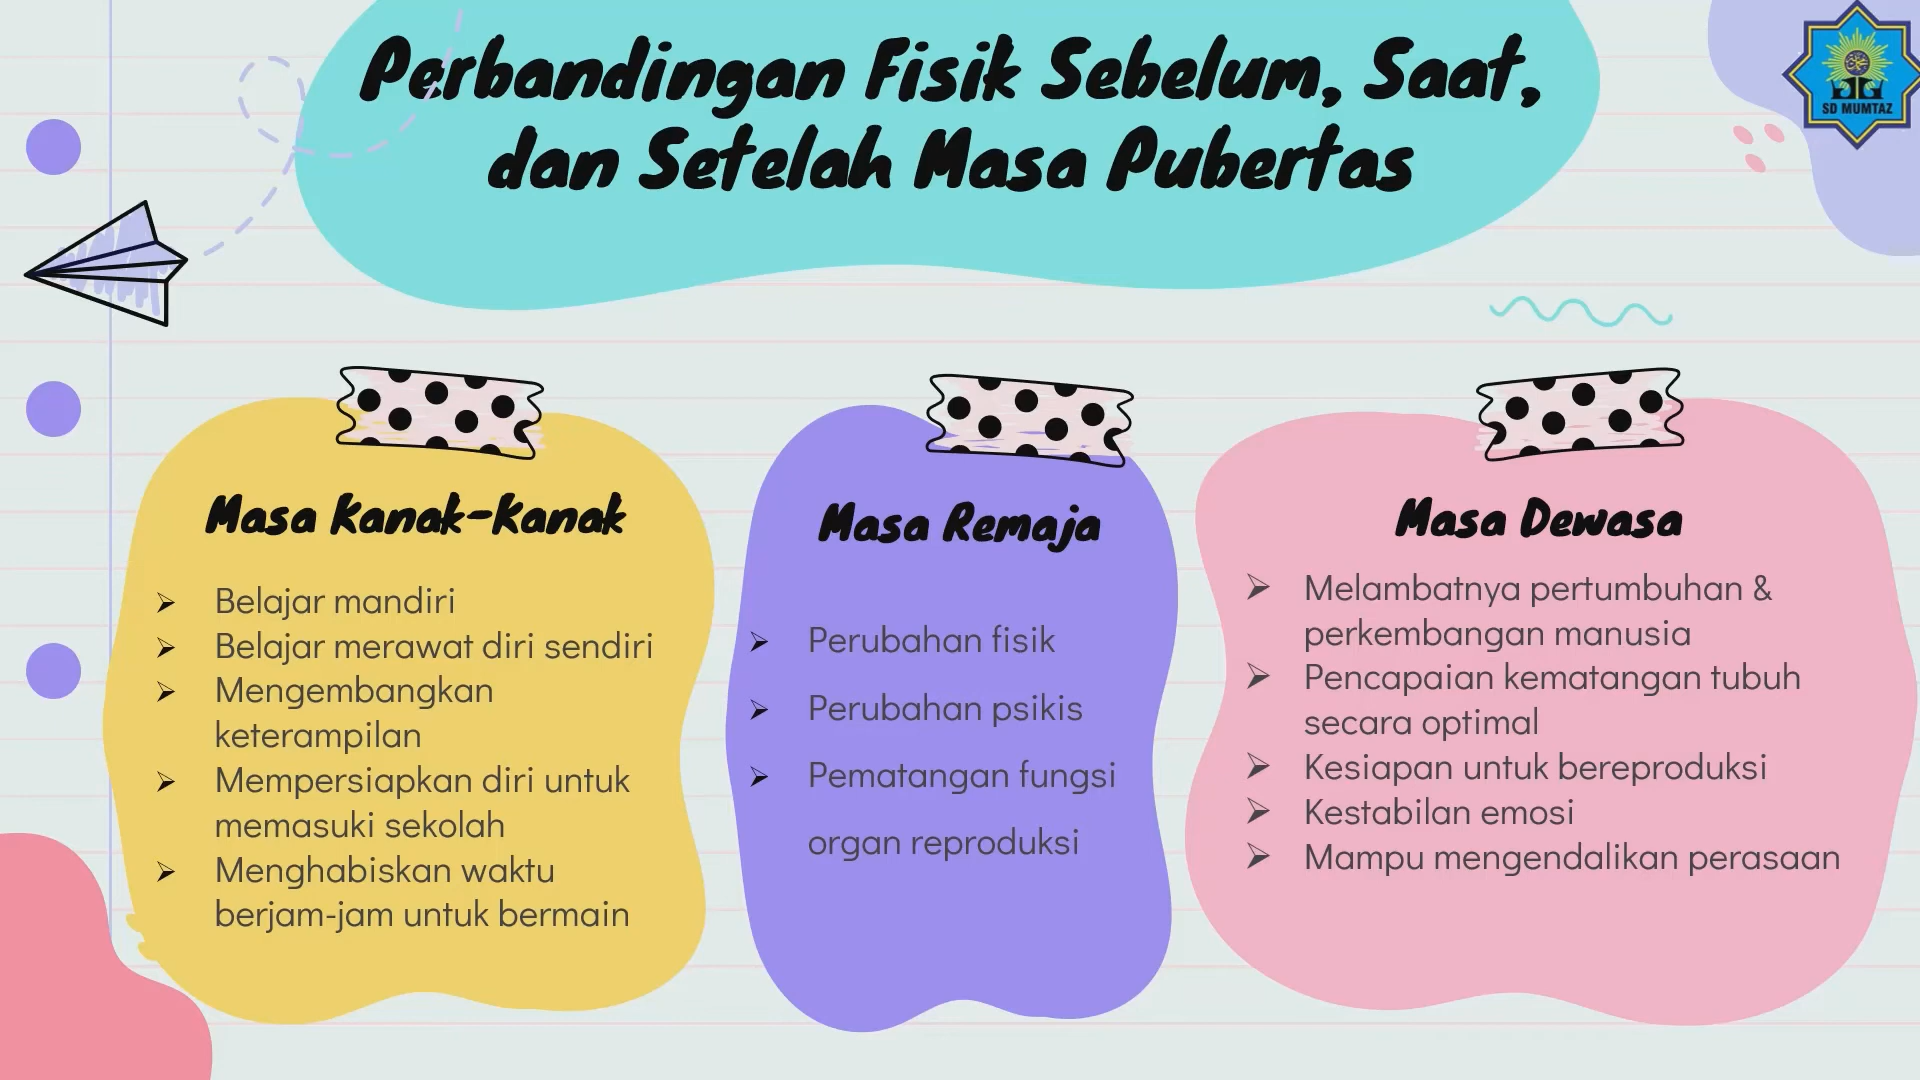 Perbandingan Fisik Sebelum, Saat,
dan Setelah Masa Pubertas
SD MUMTAZ
Masa Kanak-Kanak
Belajar mandiri
Belajar merawat diri sendiri
Mengembangkan
keterampilan
Mempersiapkan diri untuk
memasuki sekolah
Menghabiskan waktu
berjam-jam untuk bermain
Masa Remaja
Perubahan fisik
Perubahan psikis
Pematangan fungsi
organ reproduksi
Masa Dewasa
Melambatnya pertumbuhan &
perkembangan manusia
Pencapaian kematangan tubuh
secara optimal
Kesiapan untuk bereproduksi
Kestabilan emosi
Mampu mengendalikan perasaan